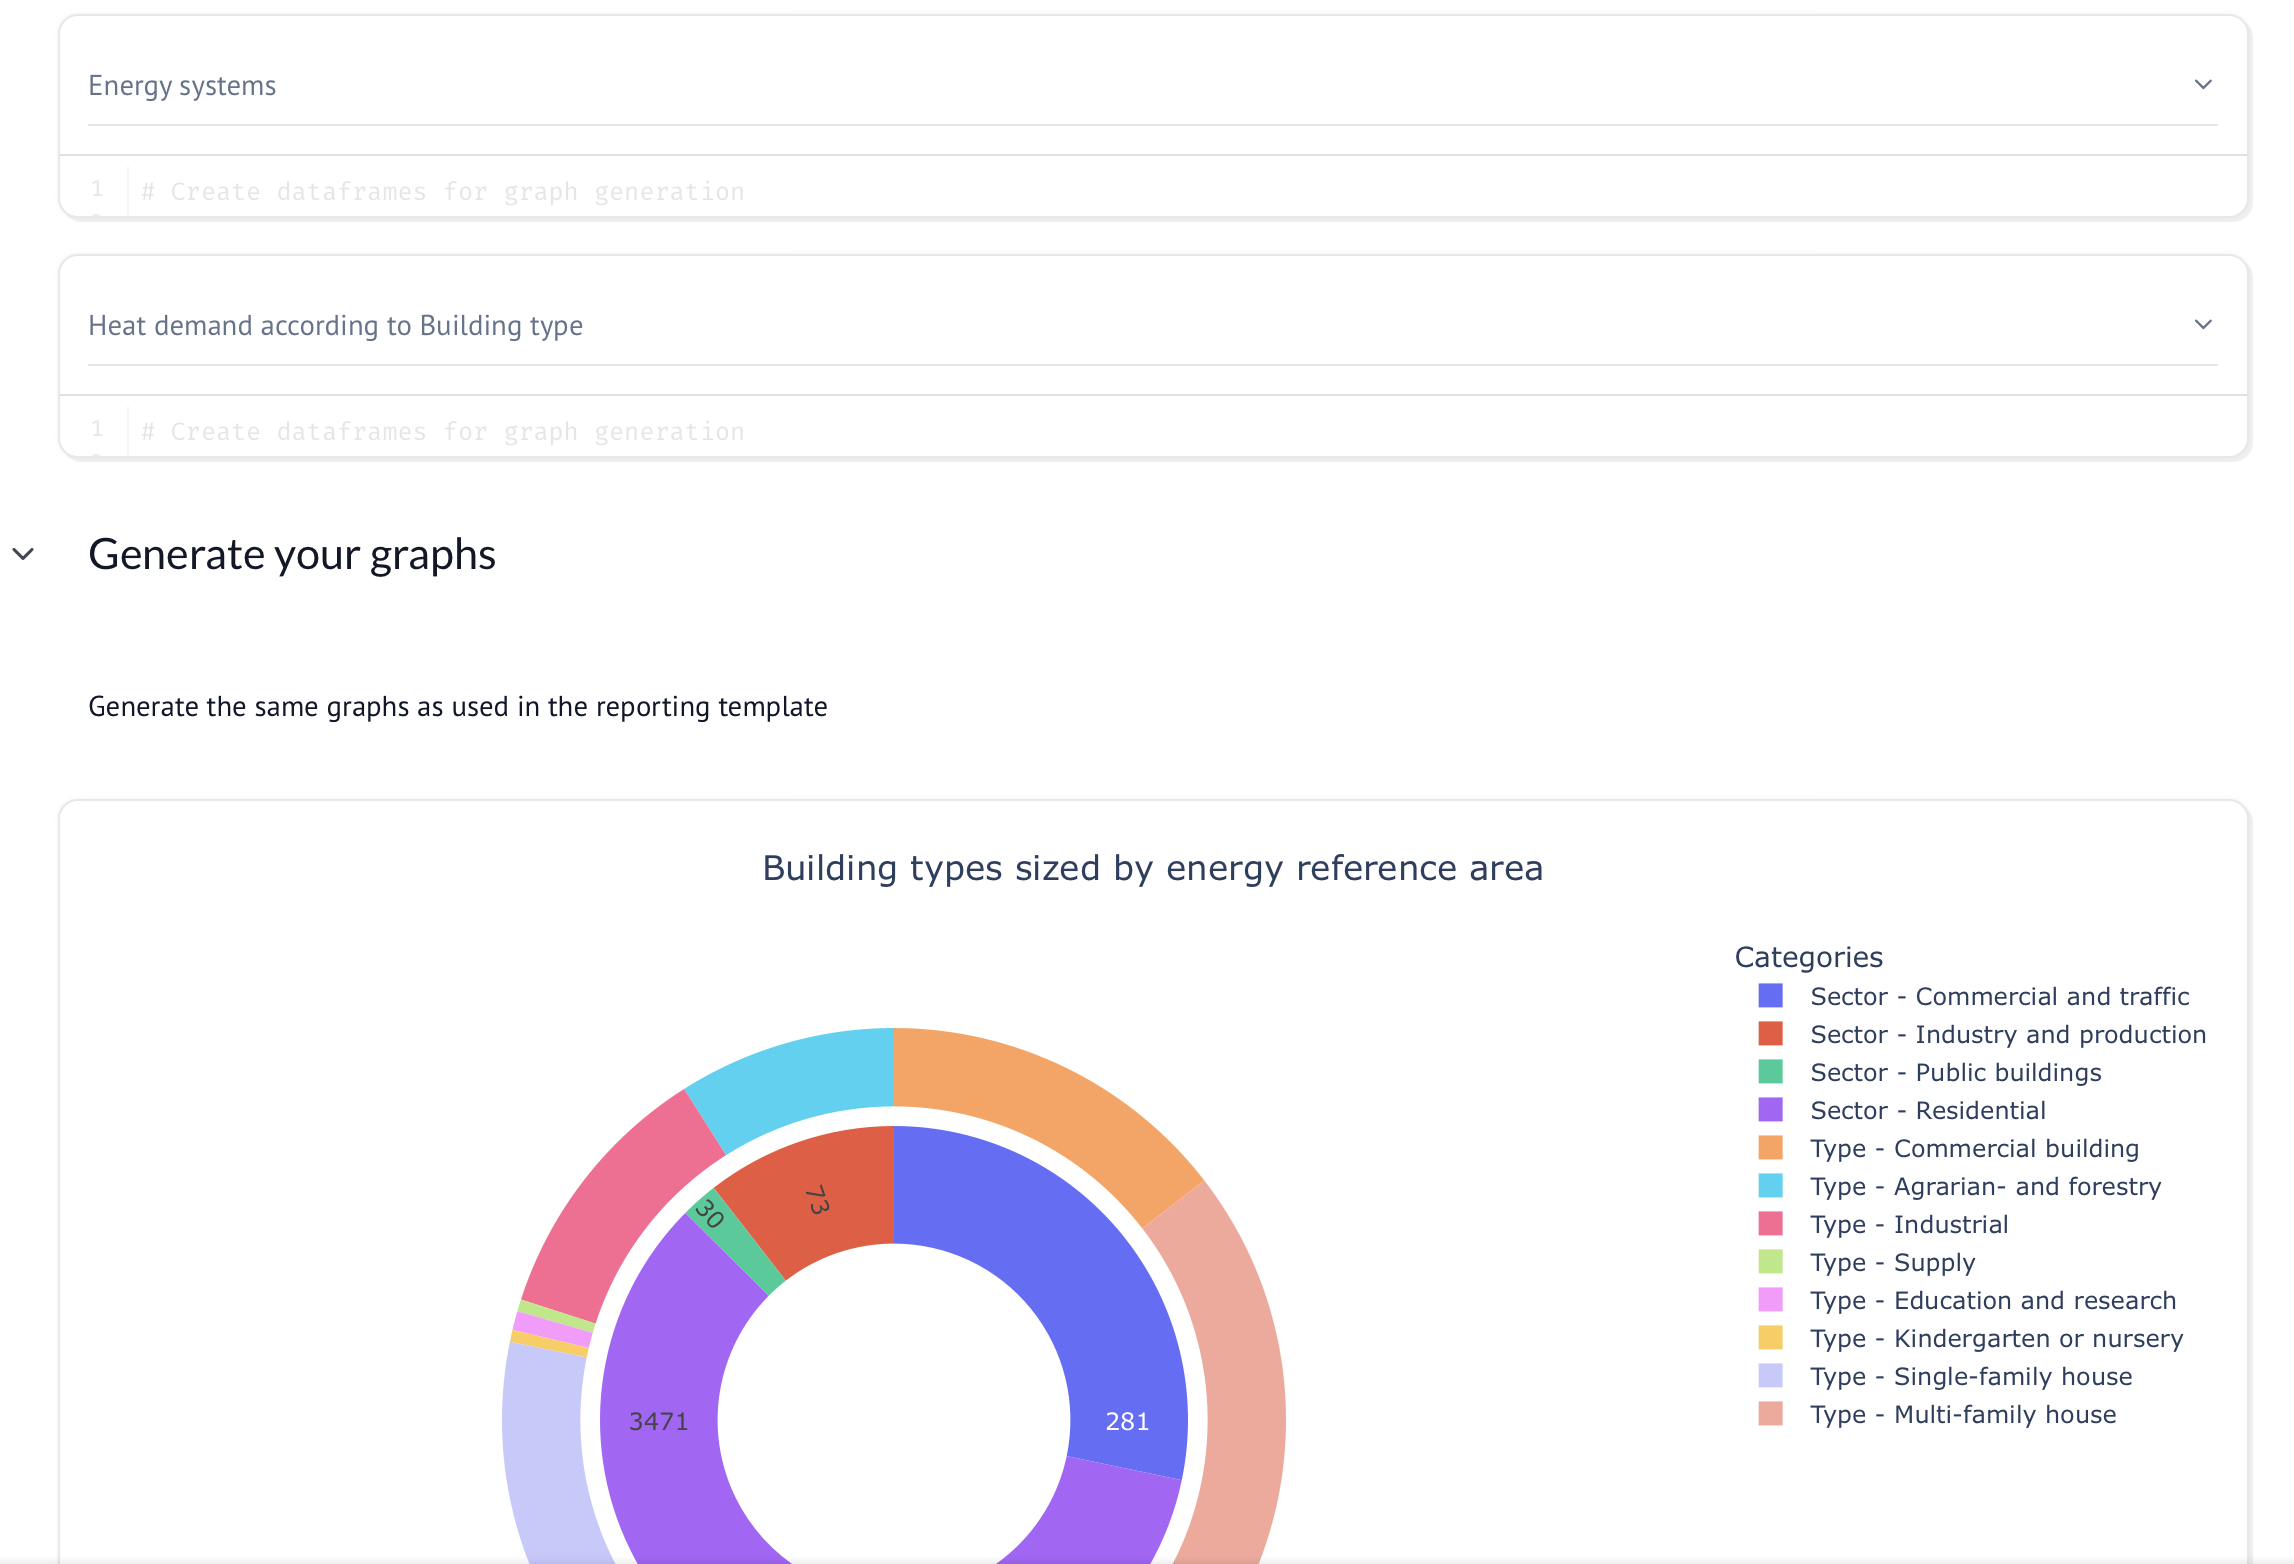 Energy systems
1 # Create dataframes for graph generation
Heat demand according to Building type
1 # Create dataframes for graph generation
Generate your graphs
Generate the same graphs as used in the reporting template
Building types sized by energy reference area
Categories
Sector - Commercial and traffic
Sector - Industry and production
Sector - Public buildings
Sector - Residential
Type - Commercial building
Type - Agrarian- and forestry
Type - Industrial
Type - Supply
Type - Education and research
Type - Kindergarten or nursery
Type - Single-family house
Type - Multi-family house
73
30
3471
281